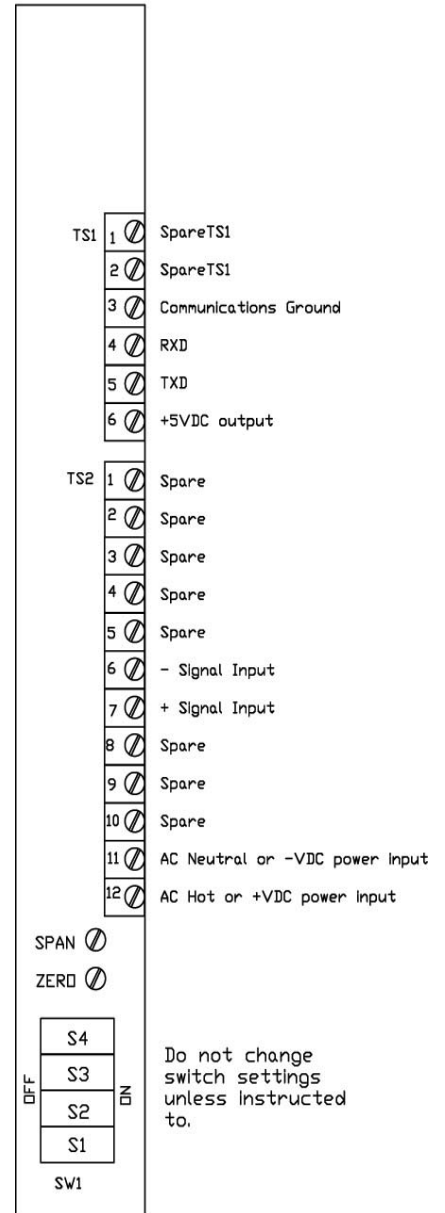 TS1 1 SpareTS1
2 SpareTS1
3 Communications Ground
4 RXD
5 TXD
6 +5VDC output
TS2 1 Spare
2 Spare
3 Spare
4 Spare
5 Spare
6 - Signal Input
7 + Signal Input
8 Spare
9 Spare
10 Spare
11 AC Neutral or -VDC power input
12 AC Hot or +VDC power input
SPAN
ZERO
S4
S3
S2
S1
OFF
ON
SW1
Do not change
switch settings
unless instructed
to.